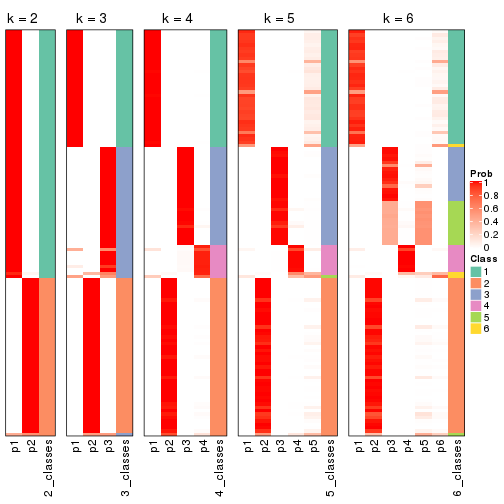 k = 2
k = 3
k = 4
k = 5
k = 6
p1
p2
2_classes
p1
p2
p3
3_classes
p1
p2
p3
p4
4_classes
p1
p2
p3
p4
p5
5_classes
p1
p2
p3
p4
p5
p6
6_classes
Prob
1
0.8
0.6
0.4
0.2
0
Class
1
2
3
4
5
6